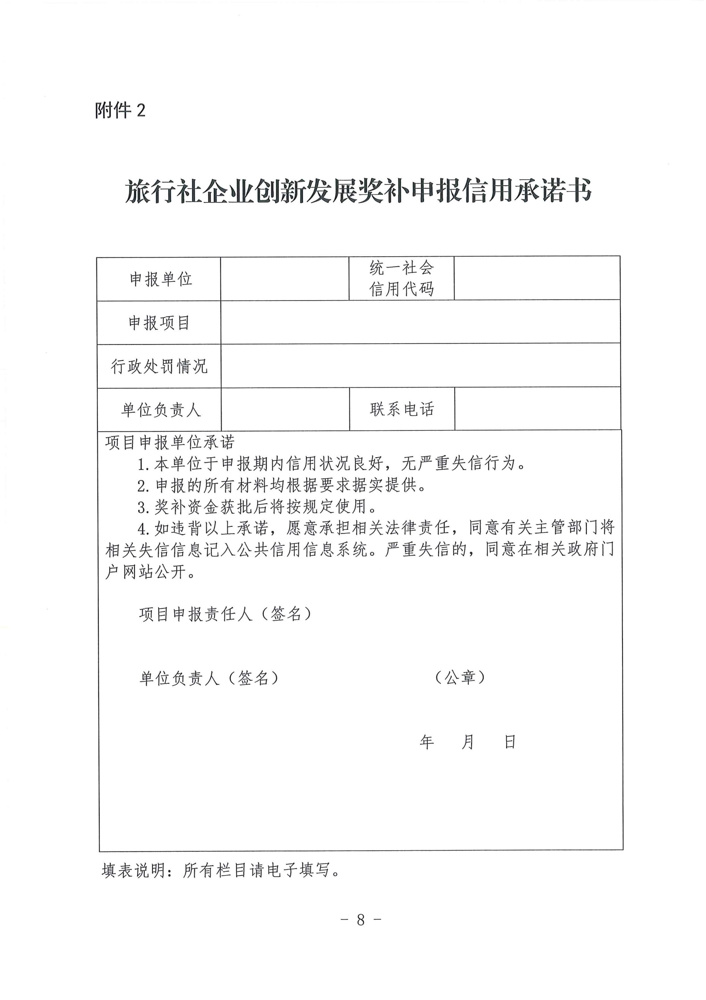 附件 2
旅行社企业创新发展奖补申报信用承诺书
申报单位
统一社会
信用代码
申报项目
行政处罚情况
单位负责人
联系电话
项目申报单位承诺
1. 本单位于申报期内信用状况良好，无严重失信行为。
2. 申报的所有材料均根据要求据实提供。
3. 奖补资金获批后将按规定使用。
4. 如违背以上承诺，愿意承担相关法律责任，同意有关主管部门将
相关失信信息记入公共信用信息系统。严重失信的，同意在相关政府门
户网站公开。
项目申报责任人（签名）
单位负责人（签名） （公章）
年 月 日
填表说明：所有栏目请电子填写。
－ 8 －